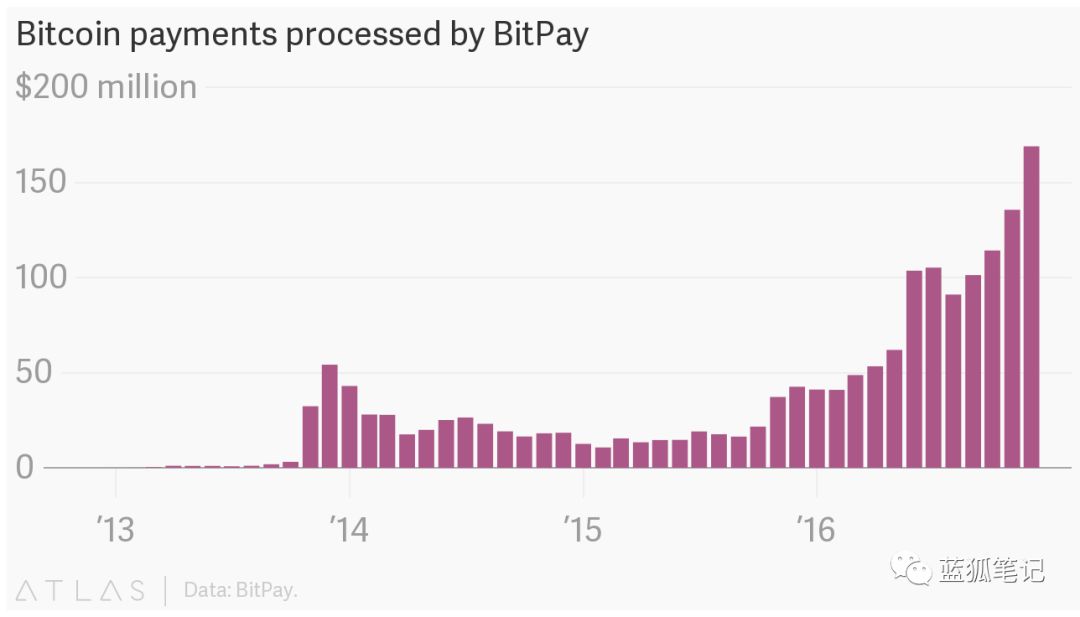 Bitcoin payments processed by BitPay
$200 million
150
100
50
0
’13 ’14 ’15 ’16
ATLAS Data: BitPay.
蓝狐笔记